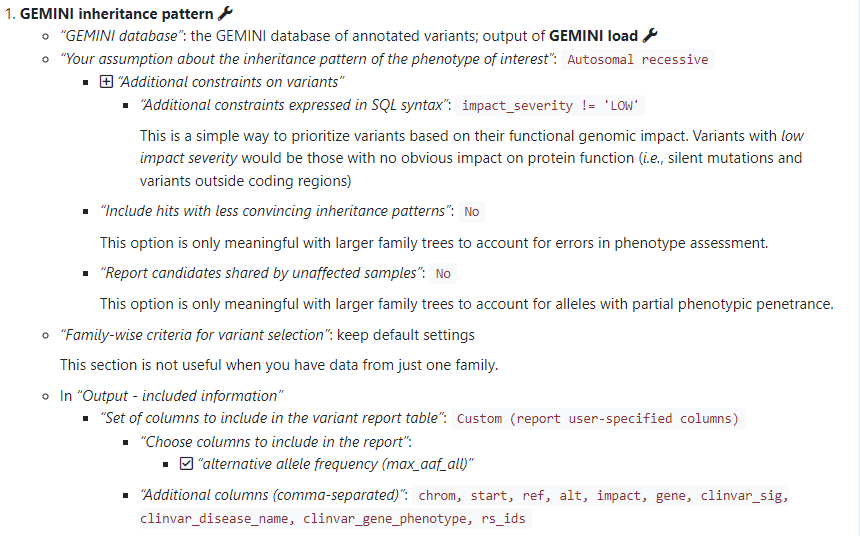 1. GEMINI inheritance pattern
“GEMINI database”: the GEMINI database of annotated variants; output of GEMINI load
“Your assumption about the inheritance pattern of the phenotype of interest”: Autosomal recessive
“Additional constraints on variants”
“Additional constraints expressed in SQL syntax”: impact_severity != 'LOW'
This is a simple way to prioritize variants based on their functional genomic impact. Variants with low
impact severity would be those with no obvious impact on protein function (i.e., silent mutations and
variants outside coding regions)
“Include hits with less convincing inheritance patterns”: No
This option is only meaningful with larger family trees to account for errors in phenotype assessment.
“Report candidates shared by unaffected samples”: No
This option is only meaningful with larger family trees to account for alleles with partial phenotypic penetrance.
“Family-wise criteria for variant selection”: keep default settings
This section is not useful when you have data from just one family.
In “Output - included information”
“Set of columns to include in the variant report table”: Custom (report user-specified columns)
“Choose columns to include in the report”:
“alternative allele frequency (max_aaf_all)”
“Additional columns (comma-separated)”: chrom, start, ref, alt, impact, gene, clinvar_sig,
clinvar_disease_name, clinvar_gene_phenotype, rs_ids